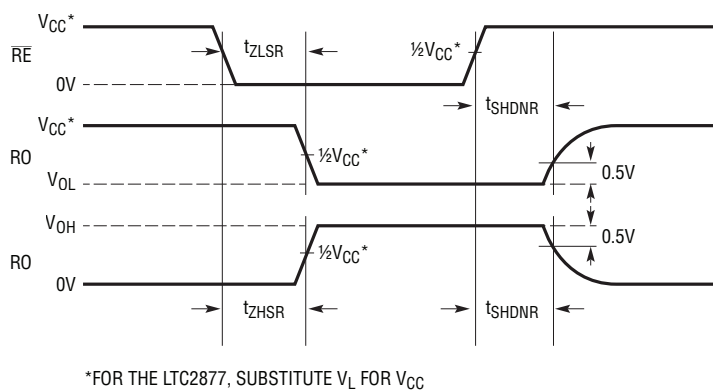 VCC*
RE
0V
tZLSR
½VCC*
tSHDNR
VCC*
RO
VOL
½VCC*
0.5V
VOH
RO
0V
½VCC*
0.5V
tZHSR
tSHDNR
*FOR THE LTC2877, SUBSTITUTE VL FOR VCC